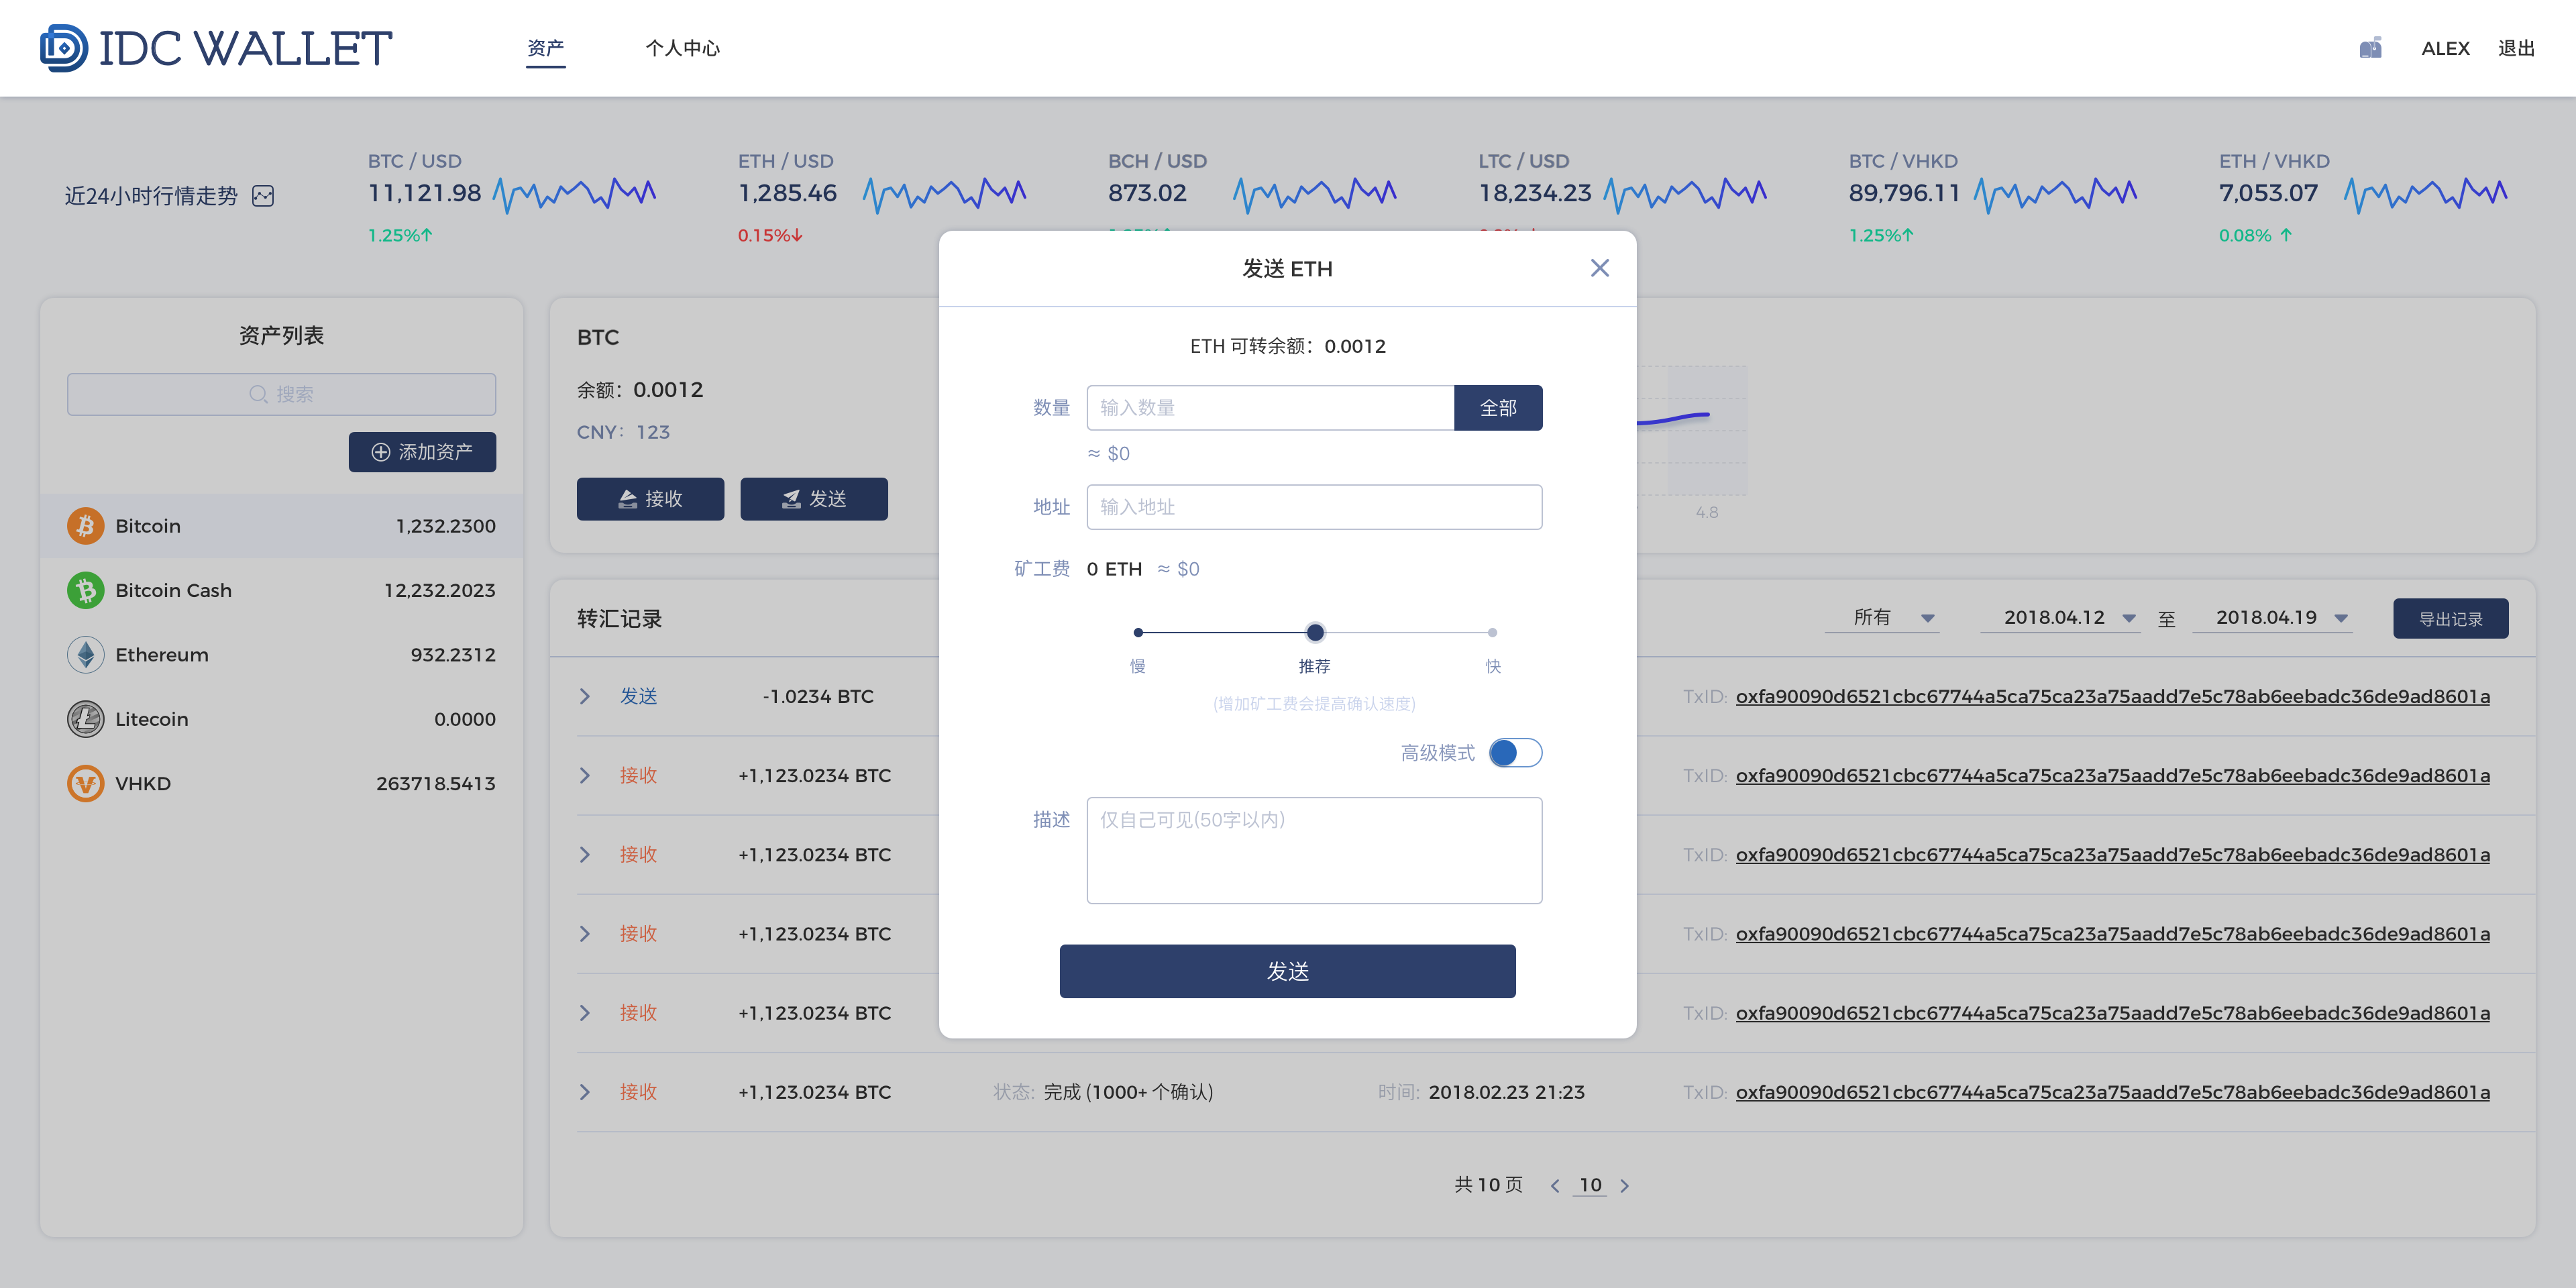 IDC WALLET
资产
个人中心
ALEX
退出
近24小时行情走势
BTC / USD
11,121.98
1.25%↑
ETH / USD
1,285.46
0.15%↓
BCH / USD
873.02
LTC / USD
18,234.23
BTC / VHKD
89,796.11
1.25%↑
ETH / VHKD
7,053.07
0.08% ↑
资产列表
搜索
添加资产
Bitcoin 1,232.2300
Bitcoin Cash 12,232.2023
Ethereum 932.2312
Litecoin 0.0000
VHKD 263718.5413
BTC
余额：0.0012
CNY： 123
接收
发送
4.8
发送 ETH
ETH 可转余额：0.0012
数量 输入数量 全部
≈ $0
地址 输入地址
矿工费 0 ETH ≈ $0
慢 推荐 快
(增加矿工费会提高确认速度)
高级模式
描述 仅自己可见(50字以内)
发送
转汇记录
所有 2018.04.12 至 2018.04.19 导出记录
发送 -1.0234 BTC TxID: oxfa90090d6521cbc67744a5ca75ca23a75aadd7e5c78ab6eebadc36de9ad8601a
接收 +1,123.0234 BTC TxID: oxfa90090d6521cbc67744a5ca75ca23a75aadd7e5c78ab6eebadc36de9ad8601a
接收 +1,123.0234 BTC TxID: oxfa90090d6521cbc67744a5ca75ca23a75aadd7e5c78ab6eebadc36de9ad8601a
接收 +1,123.0234 BTC TxID: oxfa90090d6521cbc67744a5ca75ca23a75aadd7e5c78ab6eebadc36de9ad8601a
接收 +1,123.0234 BTC TxID: oxfa90090d6521cbc67744a5ca75ca23a75aadd7e5c78ab6eebadc36de9ad8601a
接收 +1,123.0234 BTC 状态: 完成 (1000+ 个确认) 时间: 2018.02.23 21:23 TxID: oxfa90090d6521cbc67744a5ca75ca23a75aadd7e5c78ab6eebadc36de9ad8601a
共 10 页 < 10 >